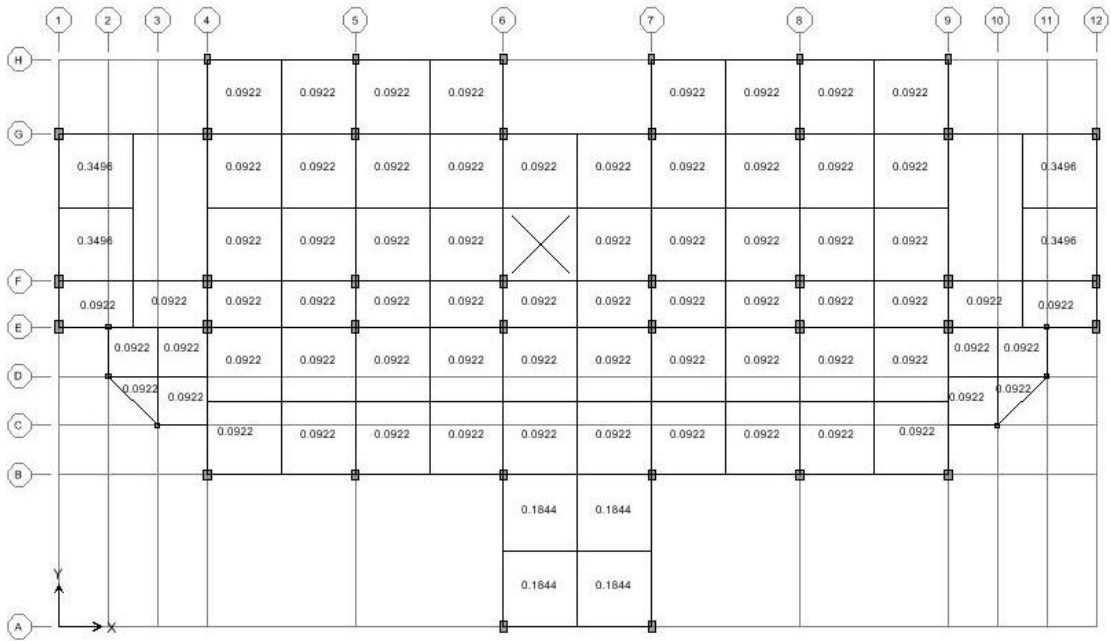 1 2 3 4 5 6 7 8 9 10 11 12
H
0.0922 0.0922 0.0922 0.0922 0.0922 0.0922 0.0922 0.0922
G
0.3496 0.0922 0.0922 0.0922 0.0922 0.0922 0.0922 0.0922 0.0922 0.0922 0.0922 0.3496
0.3496 0.0922 0.0922 0.0922 0.0922 0.0922 0.0922 0.0922 0.0922 0.0922 0.3496
F
0.0922 0.0922 0.0922 0.0922 0.0922 0.0922 0.0922 0.0922 0.0922 0.0922 0.0922 0.0922 0.0922 0.0922
E
0.0922 0.0922 0.0922 0.0922 0.0922 0.0922 0.0922 0.0922 0.0922 0.0922 0.0922 0.0922 0.0922 0.0922
D
0.0922 0.0922 0.0922 0.0922
C
0.0922 0.0922 0.0922 0.0922 0.0922 0.0922 0.0922 0.0922 0.0922 0.0922
B
0.1844 0.1844
0.1844 0.1844
Y
X
A